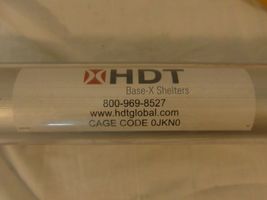 HDT
Base-X Shelters
800-969-8527
www.hdtglobal.com
CAGE CODE 0JKN0